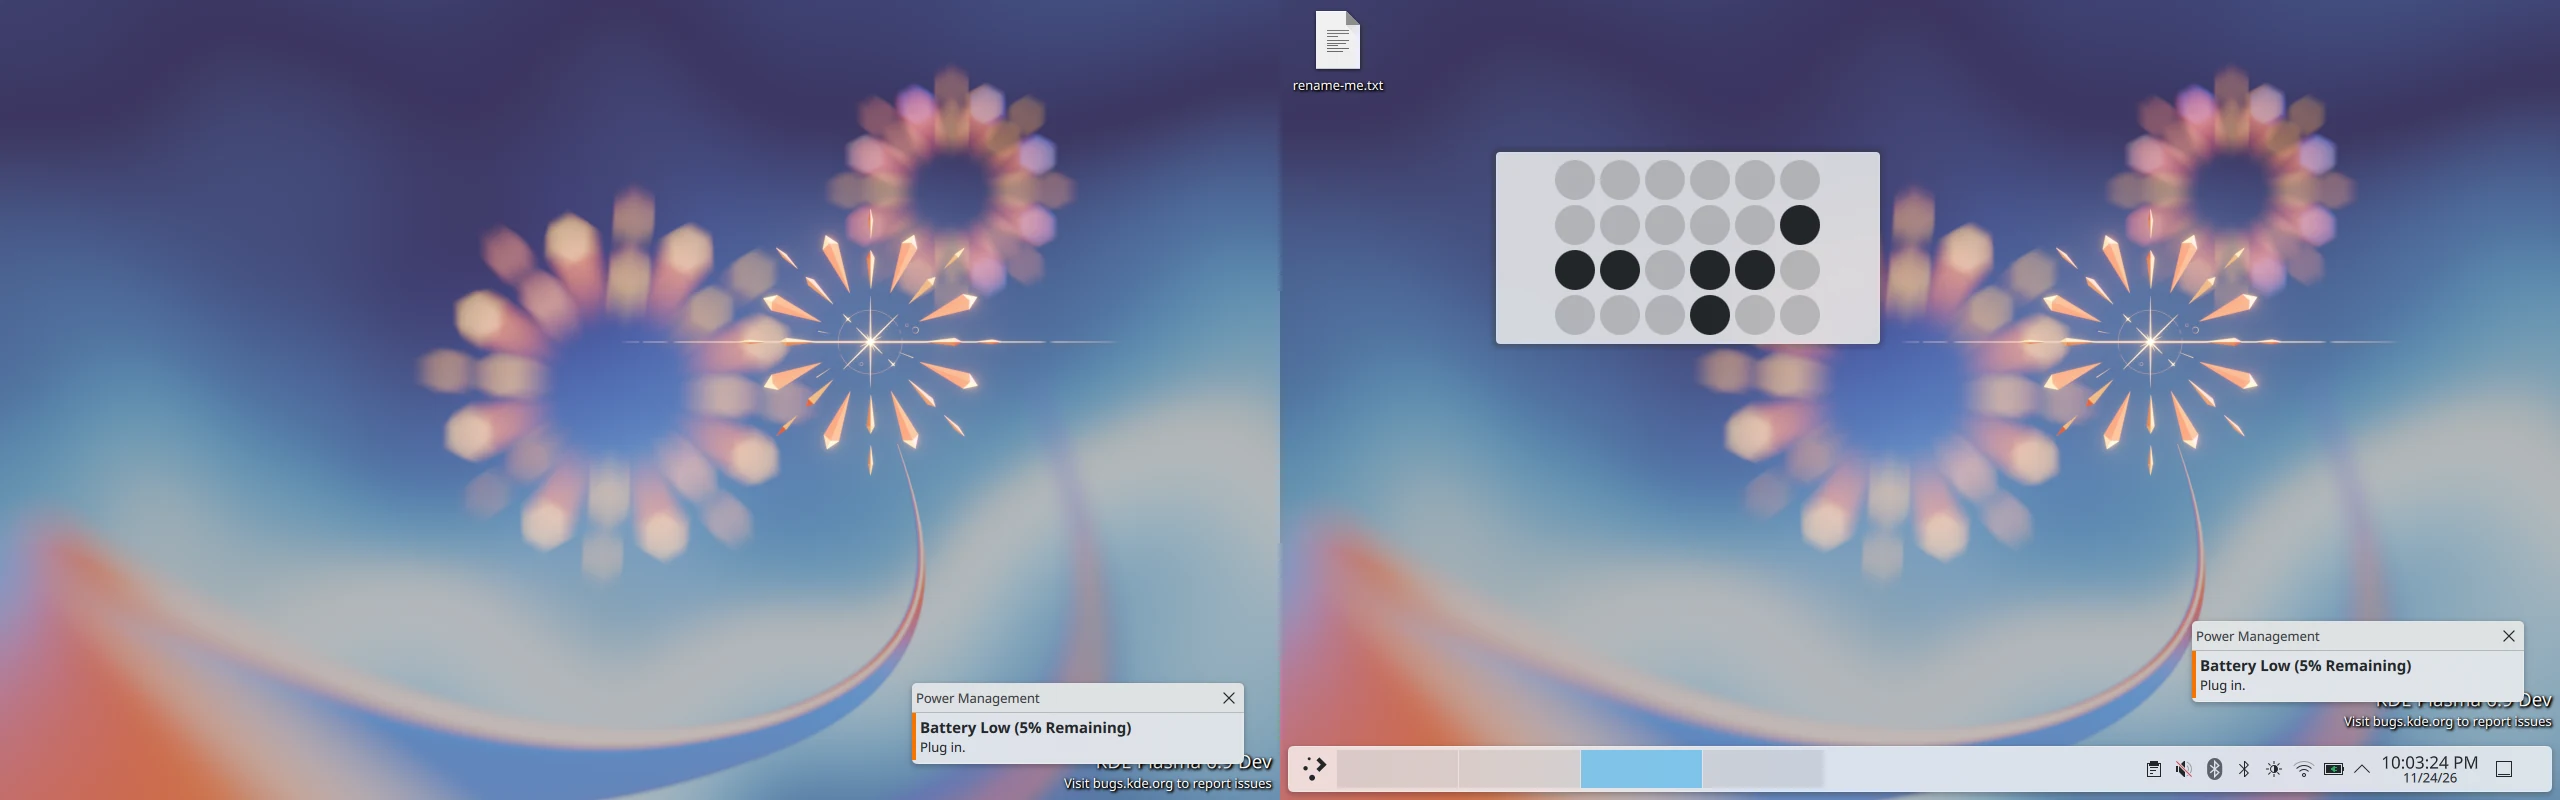 Power Management
Battery Low (5% Remaining)
Plug in.
Visit bugs.kde.org to report issues
rename-me.txt
Power Management
Battery Low (5% Remaining)
Plug in.
Dev
Visit bugs.kde.org to report issues
10:03:24 PM
11/24/26